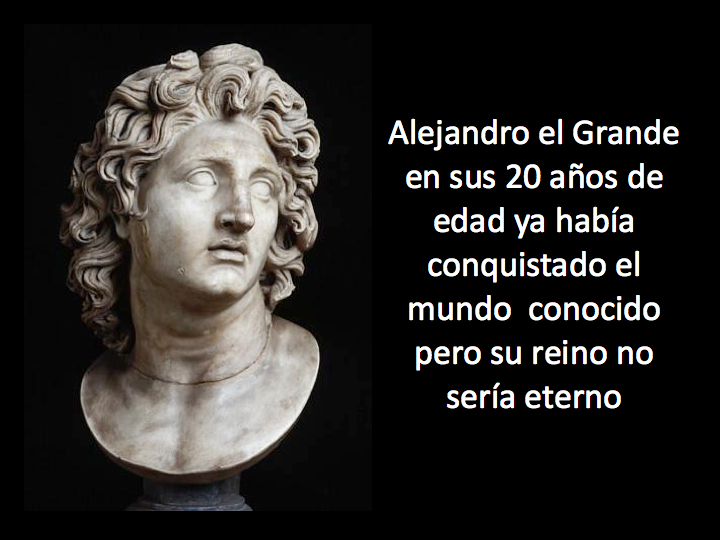 Alejandro el Grande
en sus 20 años de
edad ya había
conquistado el
mundo  conocido
pero su reino no
sería eterno